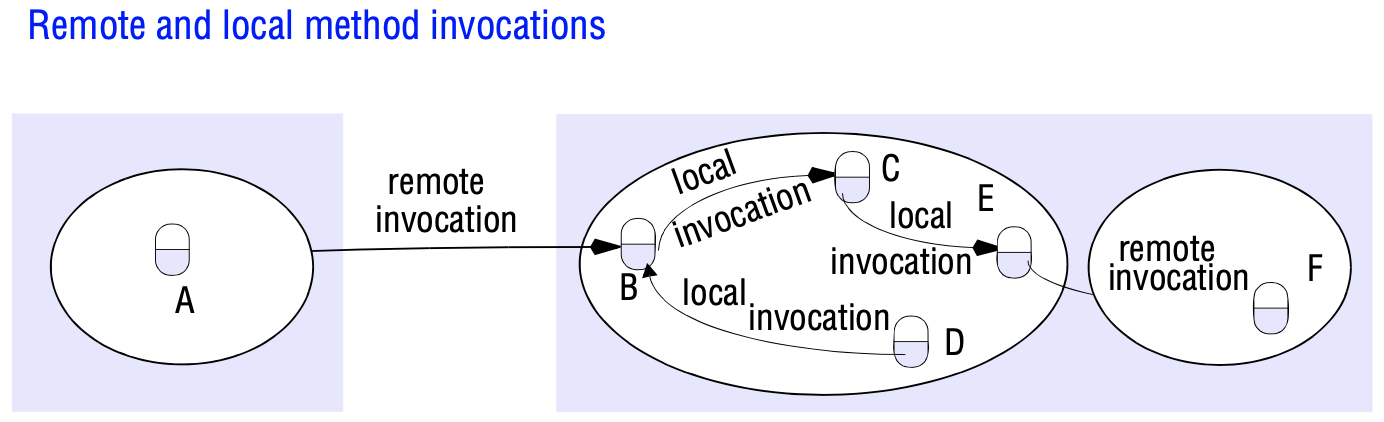 Remote and local method invocations
remote
invocation
A
local
invocation
C
E
local
invocation
B
local
invocation
D
remote
invocation
F